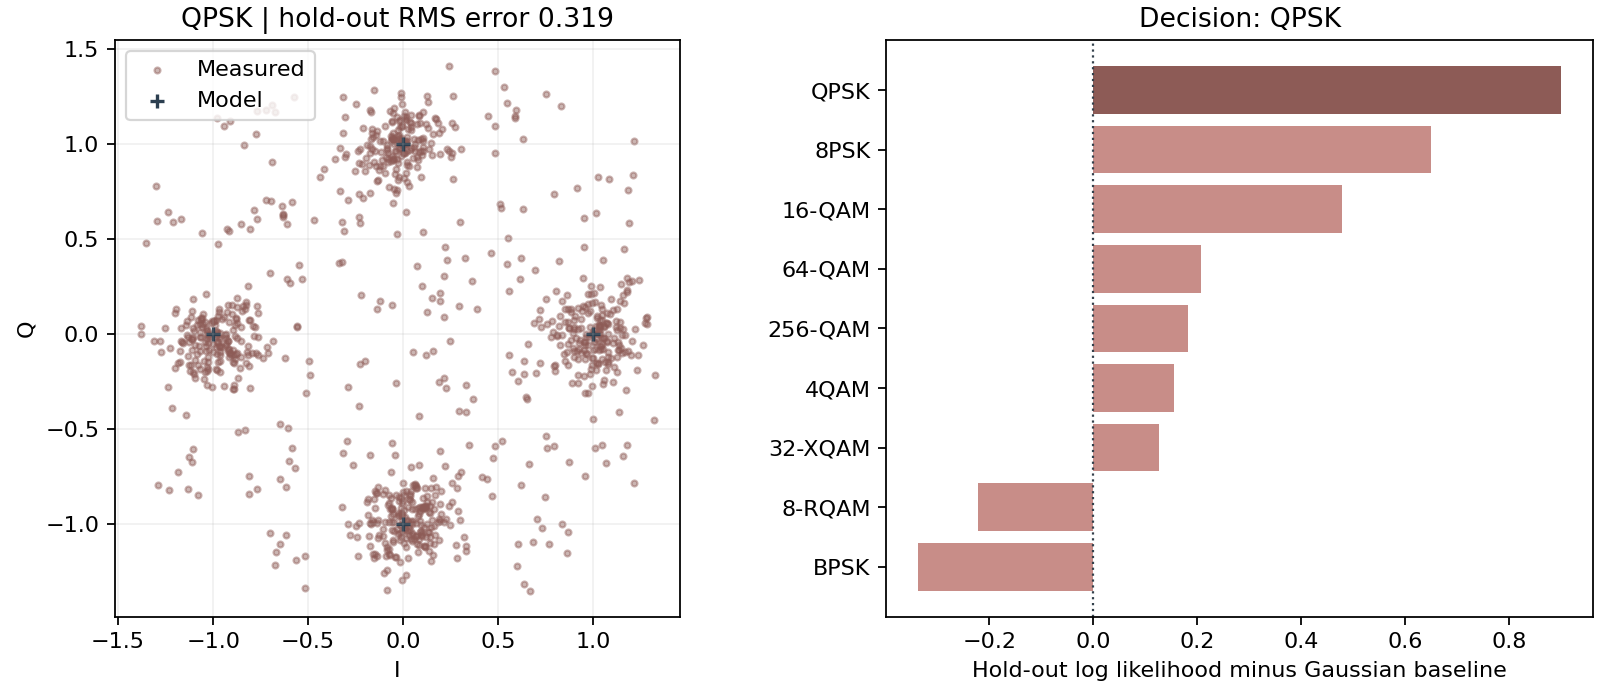 QPSK | hold-out RMS error 0.319
Measured
Model
1.5
1.0
0.5
0.0
−0.5
−1.0
Q
−1.5
−1.0
−0.5
0.0
0.5
1.0
I
Decision: QPSK
QPSK
8PSK
16-QAM
64-QAM
256-QAM
4QAM
32-XQAM
8-RQAM
BPSK
−0.2
0.0
0.2
0.4
0.6
0.8
Hold-out log likelihood minus Gaussian baseline